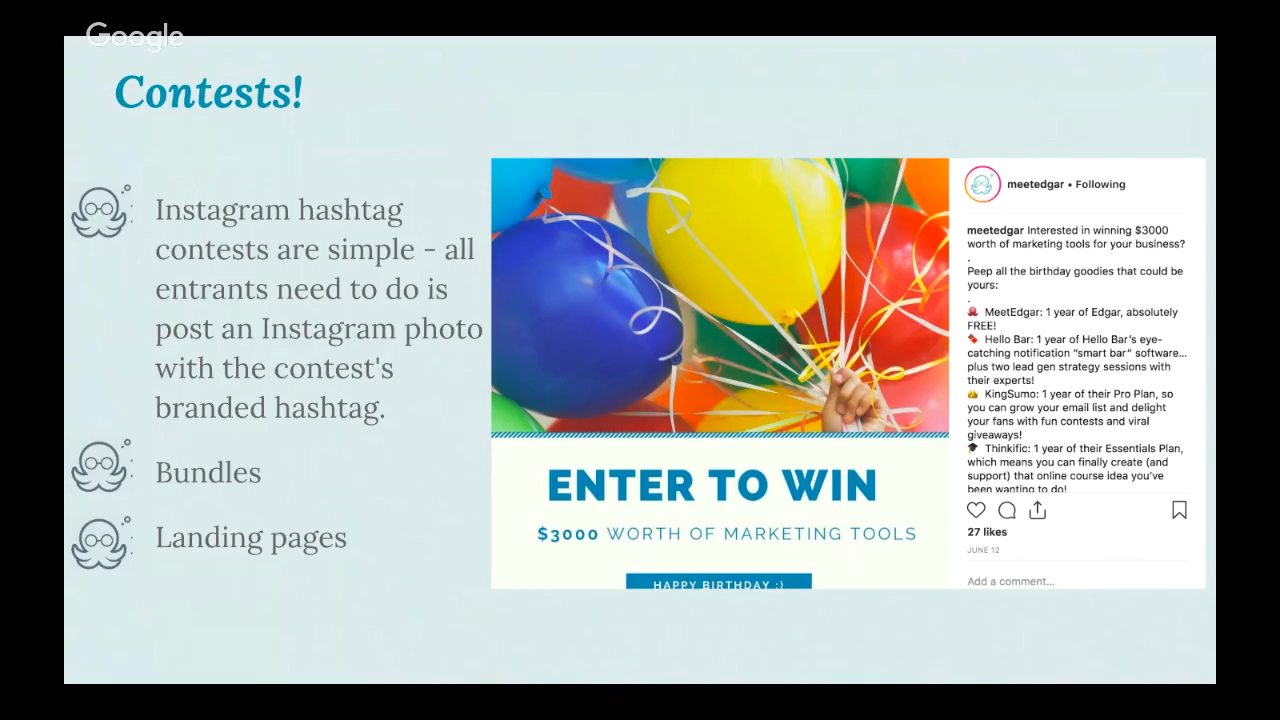 Google
Contests!
Instagram hashtag
contests are simple - all
entrants need to do is
post an Instagram photo
with the contest's
branded hashtag.
Bundles
Landing pages
ENTER TO WIN
$3000 WORTH OF MARKETING TOOLS
HAPPY BIRTHDAY :)
meetedgar • Following
meetedgar Interested in winning $3000
worth of marketing tools for your business?
.
Peep all the birthday goodies that could be
yours:
.
MeetEdgar: 1 year of Edgar, absolutely
FREE!
Hello Bar: 1 year of Hello Bar's eye-
catching notification "smart bar" software...
plus two lead gen strategy sessions with
their experts!
KingSumo: 1 year of their Pro Plan, so
you can grow your email list and delight
your fans with fun contests and viral
giveaways!
Thinkific: 1 year of their Essentials Plan,
which means you can finally create (and
support) that online course idea you've
been wanting to do!
27 likes
JUNE 12
Add a comment...